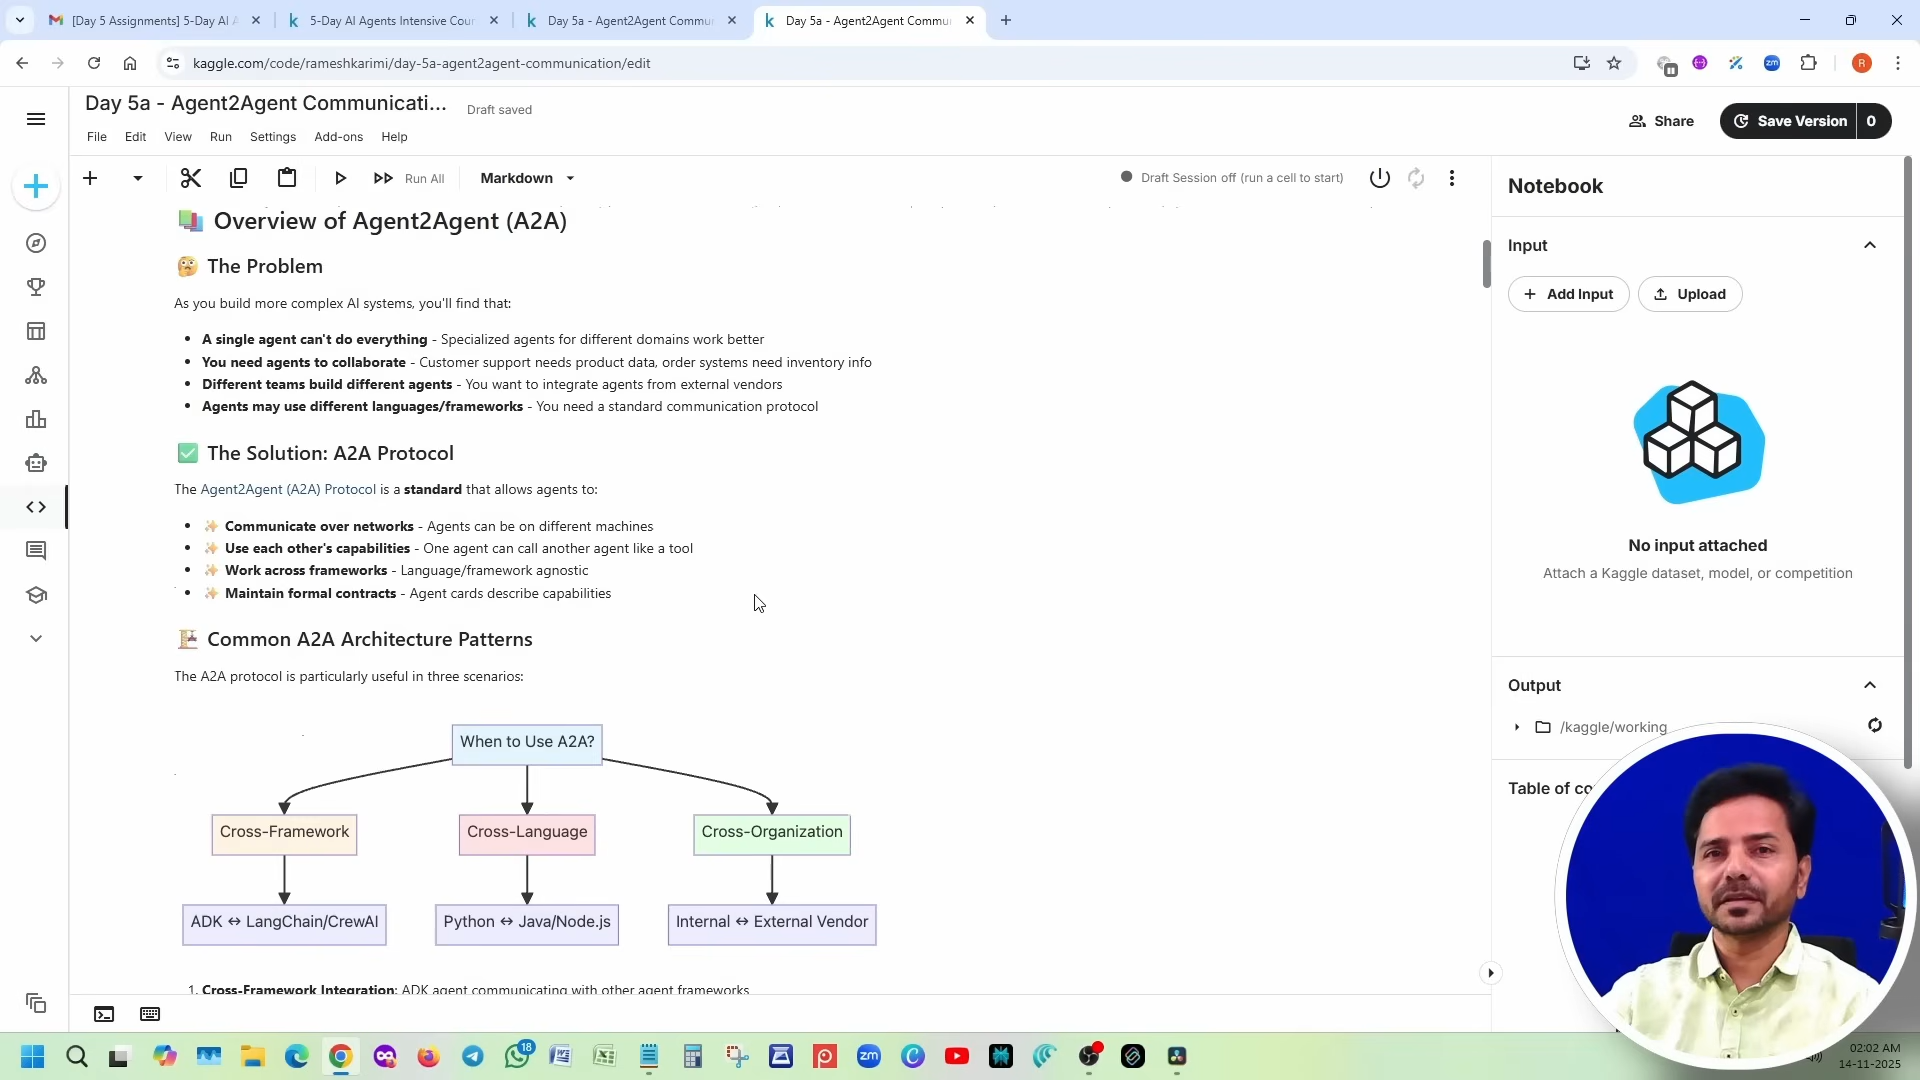 [Day 5 Assignments] 5-Day AI A
5-Day AI Agents Intensive Cour
Day 5a - Agent2Agent Commu
Day 5a - Agent2Agent Commu
kaggle.com/code/rameshkarimi/day-5a-agent2agent-communication/edit
zm
R
Day 5a - Agent2Agent Communicati...
Draft saved
File
Edit
View
Run
Settings
Add-ons
Help
Share
Save Version
0
Run All
Markdown
Draft Session off (run a cell to start)
Overview of Agent2Agent (A2A)
The Problem
As you build more complex AI systems, you'll find that:
• A single agent can't do everything - Specialized agents for different domains work better
• You need agents to collaborate - Customer support needs product data, order systems need inventory info
• Different teams build different agents - You want to integrate agents from external vendors
• Agents may use different languages/frameworks - You need a standard communication protocol
✅ The Solution: A2A Protocol
The Agent2Agent (A2A) Protocol is a standard that allows agents to:
• ✨ Communicate over networks - Agents can be on different machines
• ✨ Use each other's capabilities - One agent can call another agent like a tool
• ✨ Work across frameworks - Language/framework agnostic
• ✨ Maintain formal contracts - Agent cards describe capabilities
Common A2A Architecture Patterns
The A2A protocol is particularly useful in three scenarios:
When to Use A2A?
Cross-Framework
Cross-Language
Cross-Organization
ADK ↔ LangChain/CrewAI
Python ↔ Java/Node.js
Internal ↔ External Vendor
1. Cross-Framework Integration: ADK agent communicating with other agent frameworks
Notebook
Input
Add Input
Upload
No input attached
Attach a Kaggle dataset, model, or competition
Output
/kaggle/working
Table of co
18
zm
02:02 AM
14-11-2025